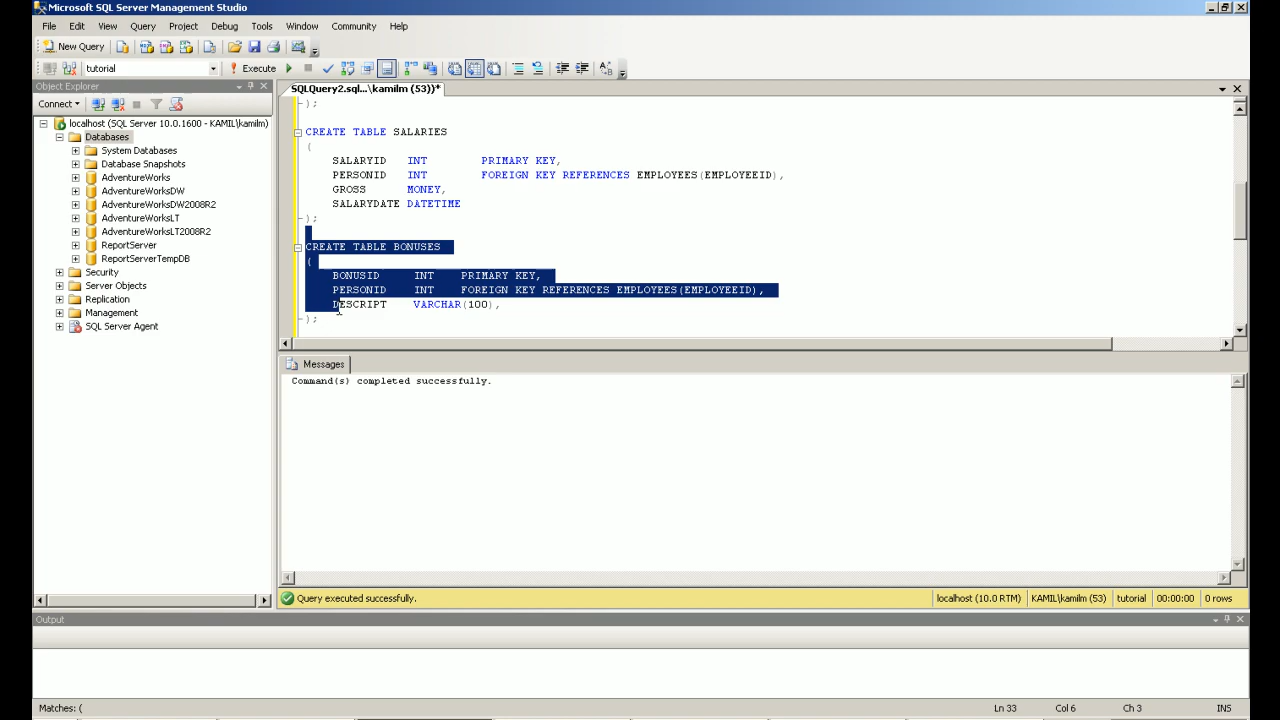 Microsoft SQL Server Management Studio
File Edit View Query Project Debug Tools Window Community Help
New Query
tutorial Execute
Object Explorer
SQLQuery2.sql...\kamilm (53))*
Connect
localhost (SQL Server 10.0.1600 - KAMIL\kamilm)
Databases
System Databases
Database Snapshots
AdventureWorks
AdventureWorksDW
AdventureWorksDW2008R2
AdventureWorksLT
AdventureWorksLT2008R2
ReportServer
ReportServerTempDB
Security
Server Objects
Replication
Management
SQL Server Agent
);
CREATE TABLE SALARIES
(
SALARYID INT PRIMARY KEY,
PERSONID INT FOREIGN KEY REFERENCES EMPLOYEES(EMPLOYEEID),
GROSS MONEY,
SALARYDATE DATETIME
);
CREATE TABLE BONUSES
(
BONUSID INT PRIMARY KEY,
PERSONID INT FOREIGN KEY REFERENCES EMPLOYEES(EMPLOYEEID),
DESCRIPT VARCHAR(100),
);
Messages
Command(s) completed successfully.
Query executed successfully. localhost (10.0 RTM) KAMIL\kamilm (53) tutorial 00:00:00 0 rows
Output
Matches: ( Ln 33 Col 6 Ch 3 INS